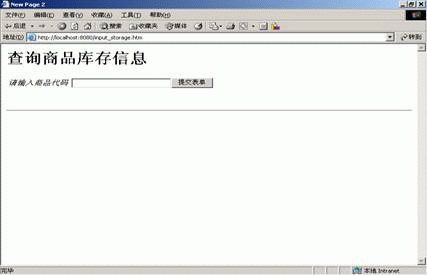 New Page 2
文件(F) 编辑(E) 查看(V) 收藏(A) 工具(T) 帮助(H)
后退 搜索 收藏夹 媒体
地址(D) http://localhost:8080/input_storage.htm 转到
查询商品库存信息
请输入商品代码 提交表单
完毕 本地 Intranet